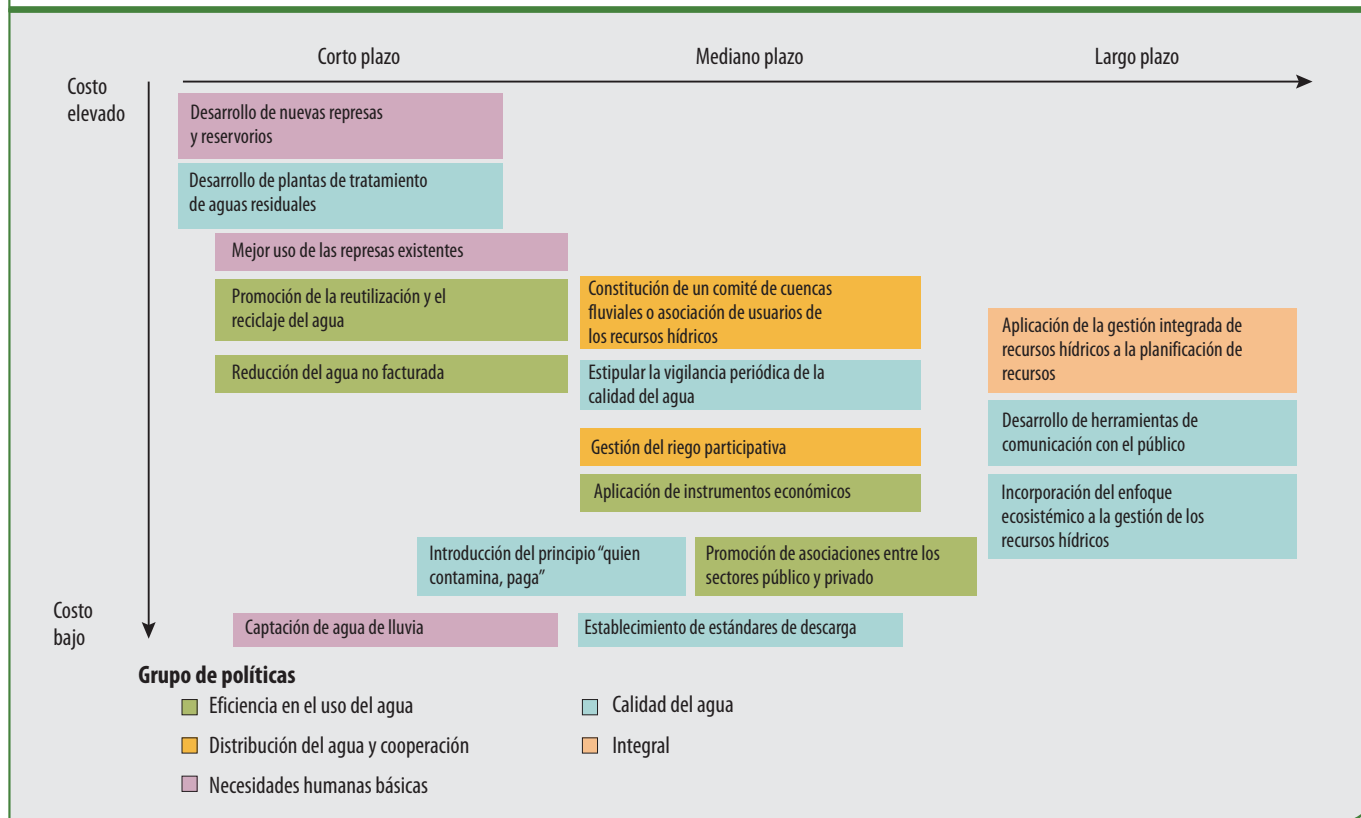 Corto plazo
Mediano plazo
Largo plazo
Costo
elevado
Desarrollo de nuevas represas
y reservorios
Desarrollo de plantas de tratamiento
de aguas residuales
Mejor uso de las represas existentes
Promoción de la reutilización y el
reciclaje del agua
Reducción del agua no facturada
Constitución de un comité de cuencas
fluviales o asociación de usuarios de
los recursos hídricos
Estipular la vigilancia periódica de la
calidad del agua
Gestión del riego participativa
Aplicación de instrumentos económicos
Aplicación de la gestión integrada de
recursos hídricos a la planificación de
recursos
Desarrollo de herramientas de
comunicación con el público
Incorporación del enfoque
ecosistémico a la gestión de los
recursos hídricos
Introducción del principio “quien
contamina, paga”
Promoción de asociaciones entre los
sectores público y privado
Costo
bajo
Captación de agua de lluvia
Establecimiento de estándares de descarga
Grupo de políticas
Eficiencia en el uso del agua
Distribución del agua y cooperación
Necesidades humanas básicas
Calidad del agua
Integral